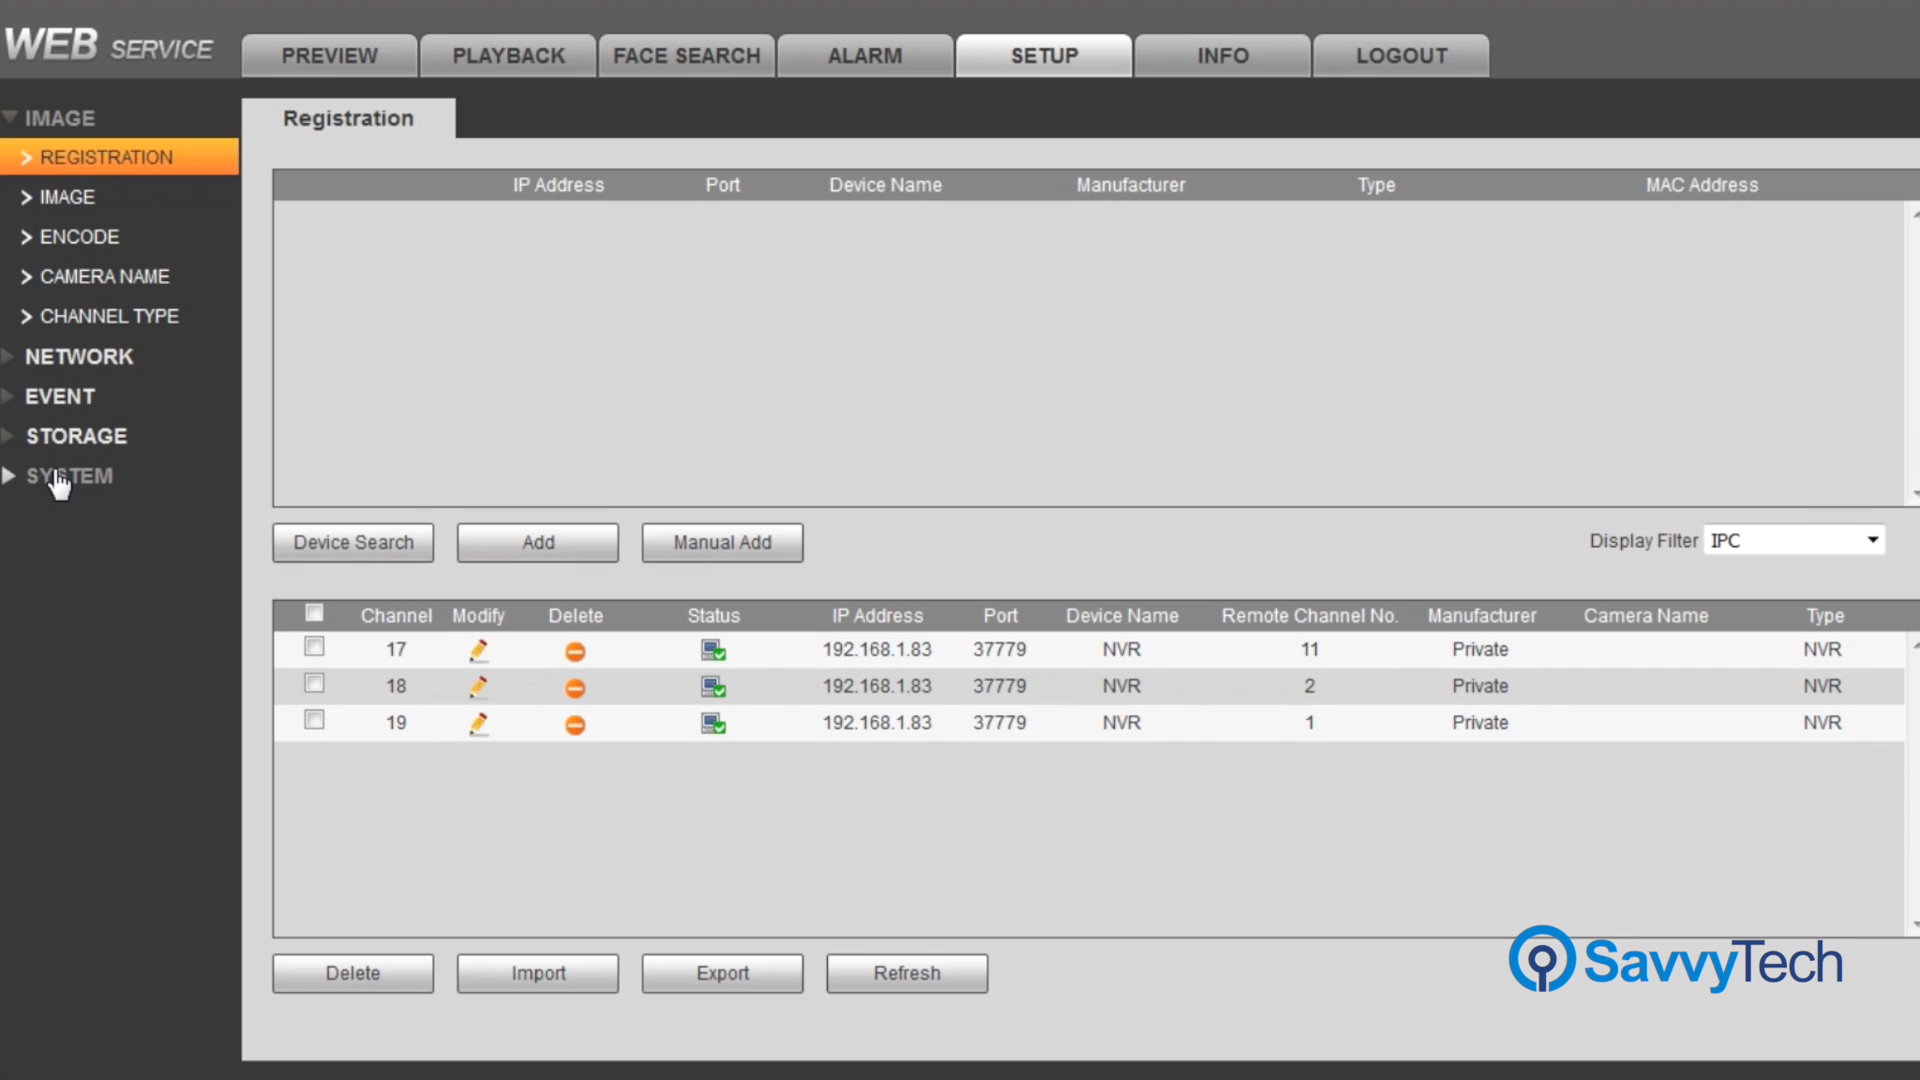 WEB SERVICE
PREVIEW PLAYBACK FACE SEARCH ALARM SETUP INFO LOGOUT
IMAGE
REGISTRATION
IMAGE
ENCODE
CAMERA NAME
CHANNEL TYPE
NETWORK
EVENT
STORAGE
SYSTEM
Registration
IP Address Port Device Name Manufacturer Type MAC Address
Device Search Add Manual Add Display Filter IPC
Channel Modify Delete Status IP Address Port Device Name Remote Channel No. Manufacturer Camera Name Type
17 192.168.1.83 37779 NVR 11 Private NVR
18 192.168.1.83 37779 NVR 2 Private NVR
19 192.168.1.83 37779 NVR 1 Private NVR
Delete Import Export Refresh
SavvyTech